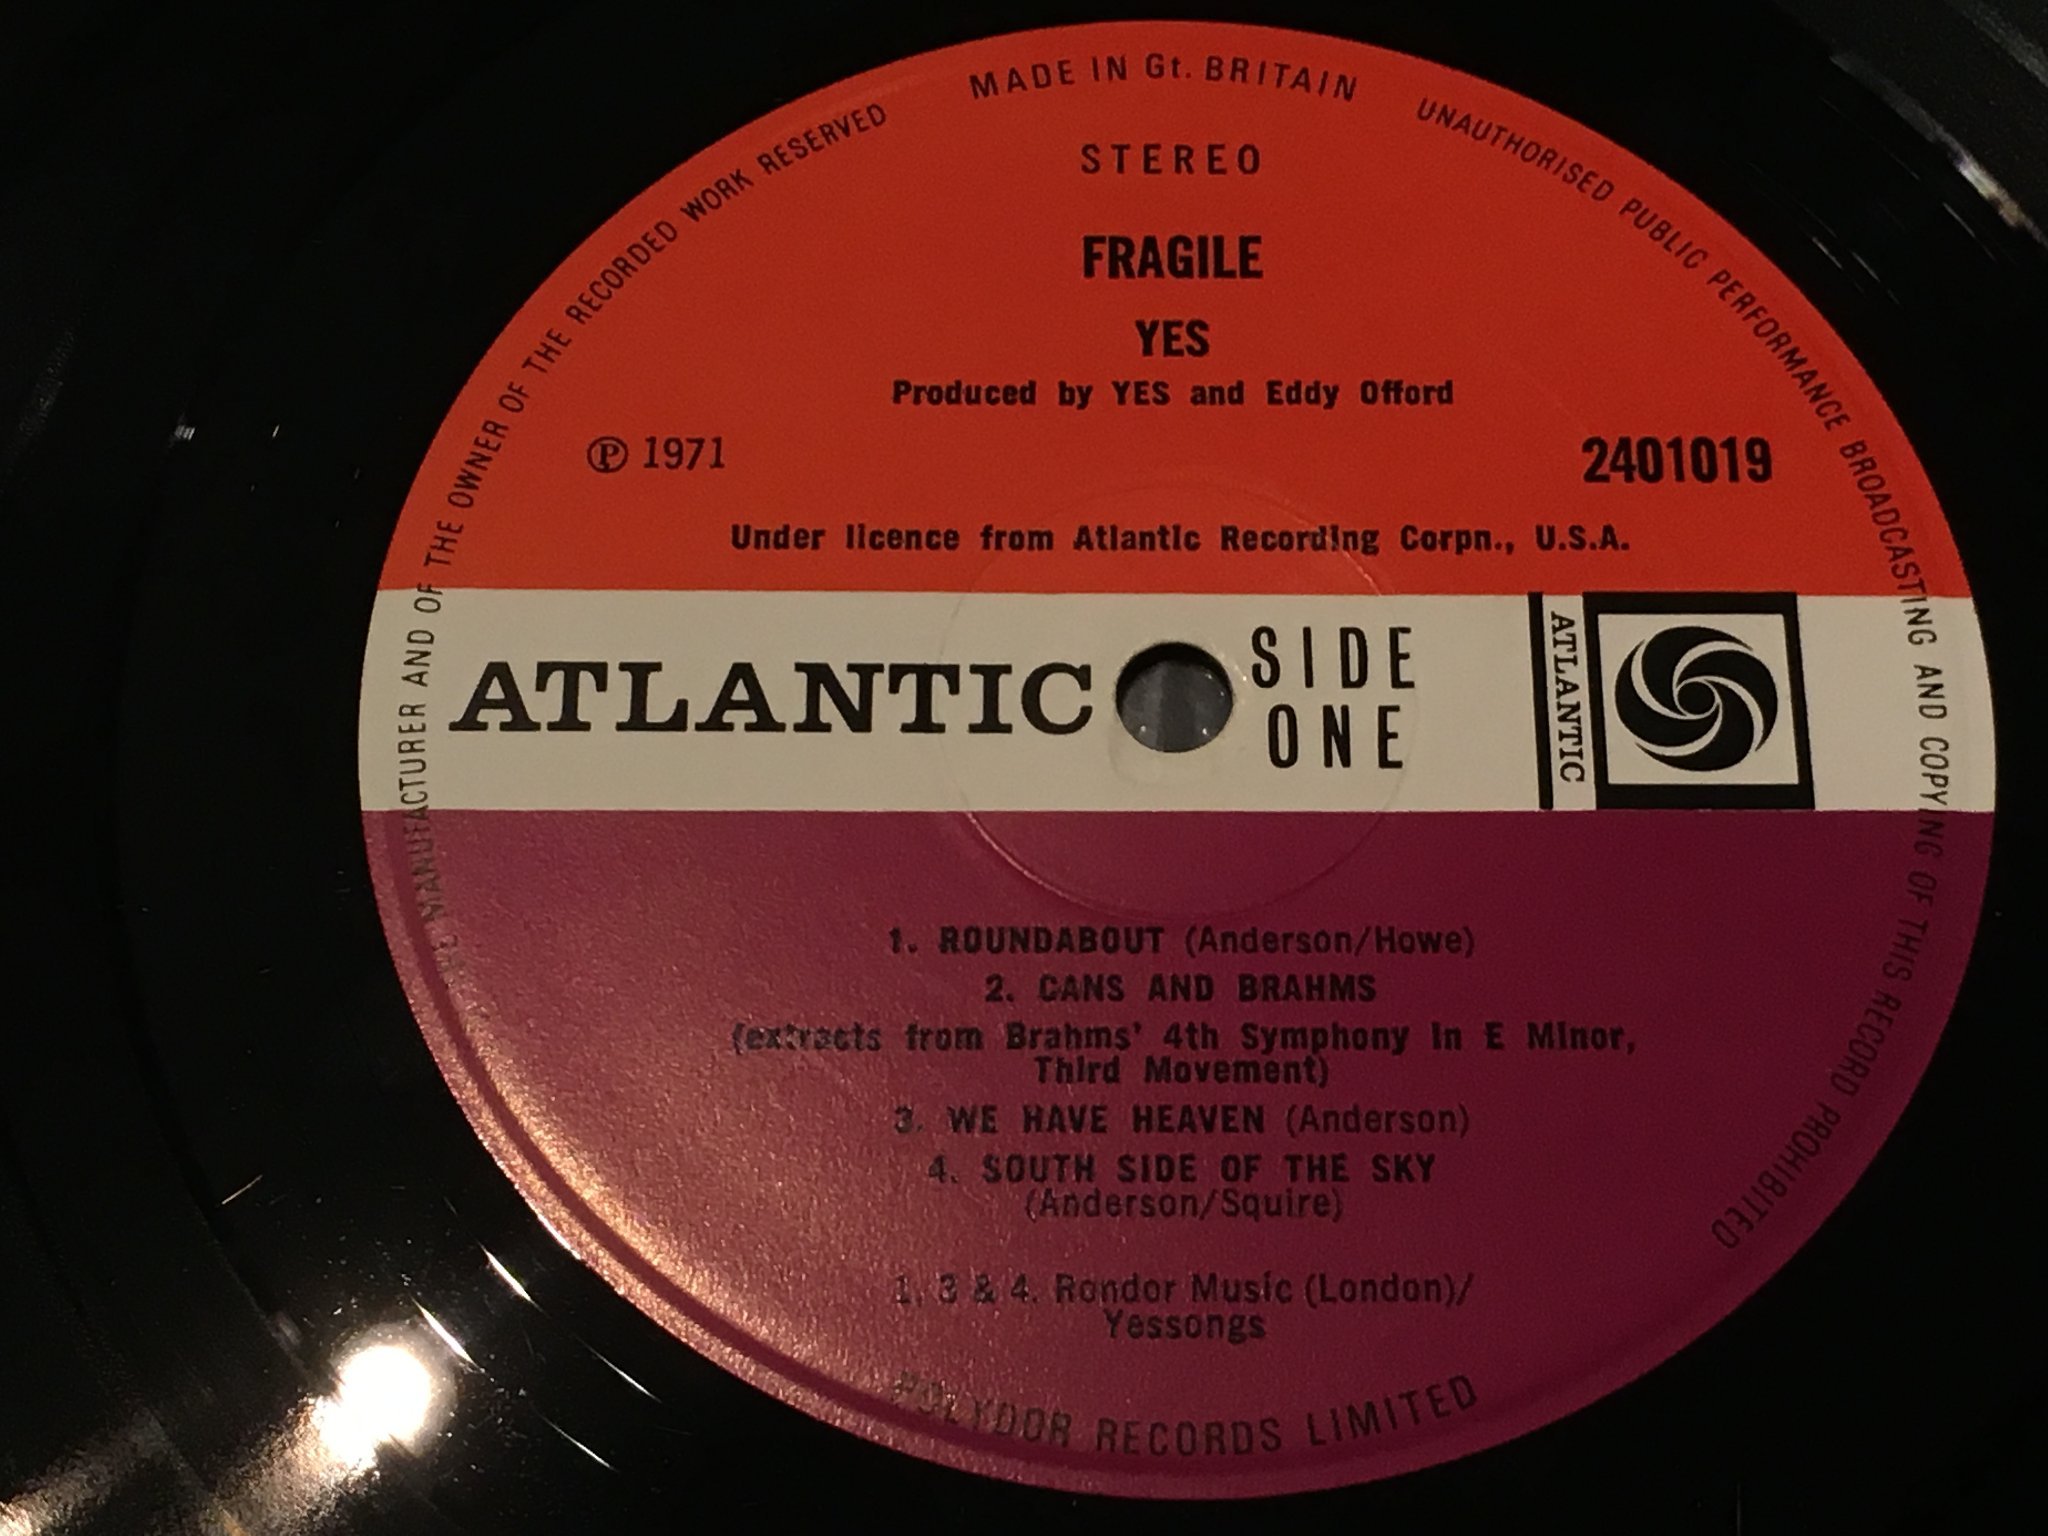 MADE IN Gt. BRITAIN
UNAUTHORISED PUBLIC PERFORMANCE BROADCASTING AND COPYING OF THIS RECORD PROHIBITED
MANUFACTURER AND OF THE OWNER OF THE RECORDED WORK RESERVED
STEREO
FRAGILE
YES
Produced by YES and Eddy Offord
℗ 1971
2401019
Under licence from Atlantic Recording Corpn., U.S.A.
ATLANTIC
SIDE
ONE
ATLANTIC
1. ROUNDABOUT (Anderson/Howe)
2. CANS AND BRAHMS
(extracts from Brahms' 4th Symphony in E Minor,
Third Movement)
3. WE HAVE HEAVEN (Anderson)
4. SOUTH SIDE OF THE SKY
(Anderson/Squire)
1. 3 & 4. Rondor Music (London)/
Yessongs
POLYDOR RECORDS LIMITED